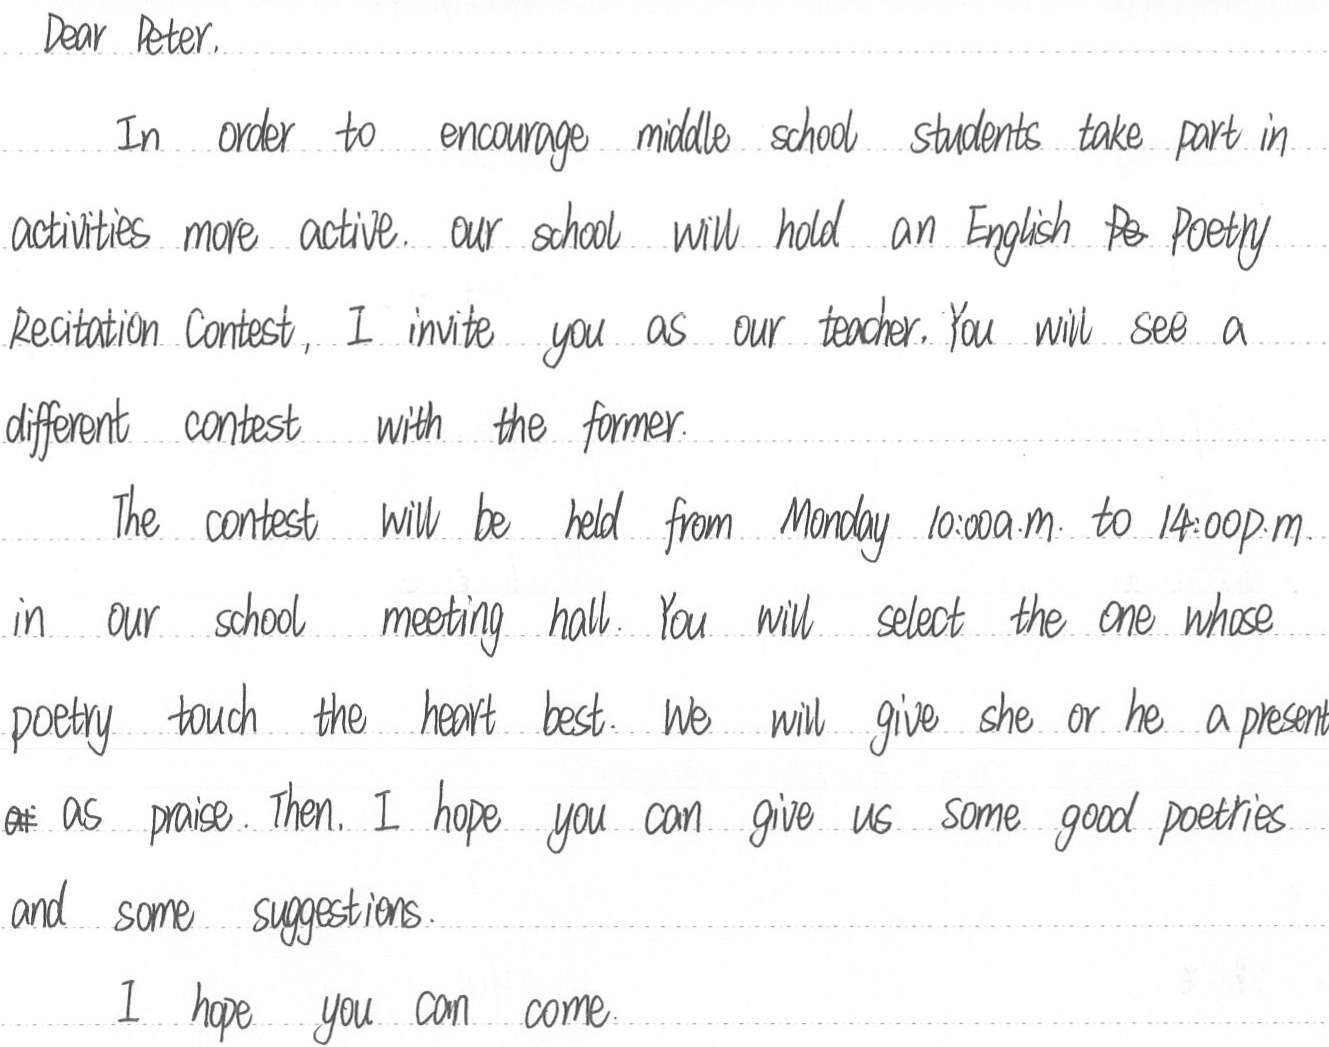 Dear Peter.
In order to encourage middle school students take part in
activities more active. our school will hold an English Poetry
Recitation Contest, I invite you as our teacher. You will see a
different contest with the former.
The contest will be held from Monday 10:00a.m. to 14:00p.m.
in our school meeting hall. You will select the one whose
poetry touch the heart best. We will give she or he a present
as praise. Then. I hope you can give us some good poetries
and some suggestions.
I hope you can come.